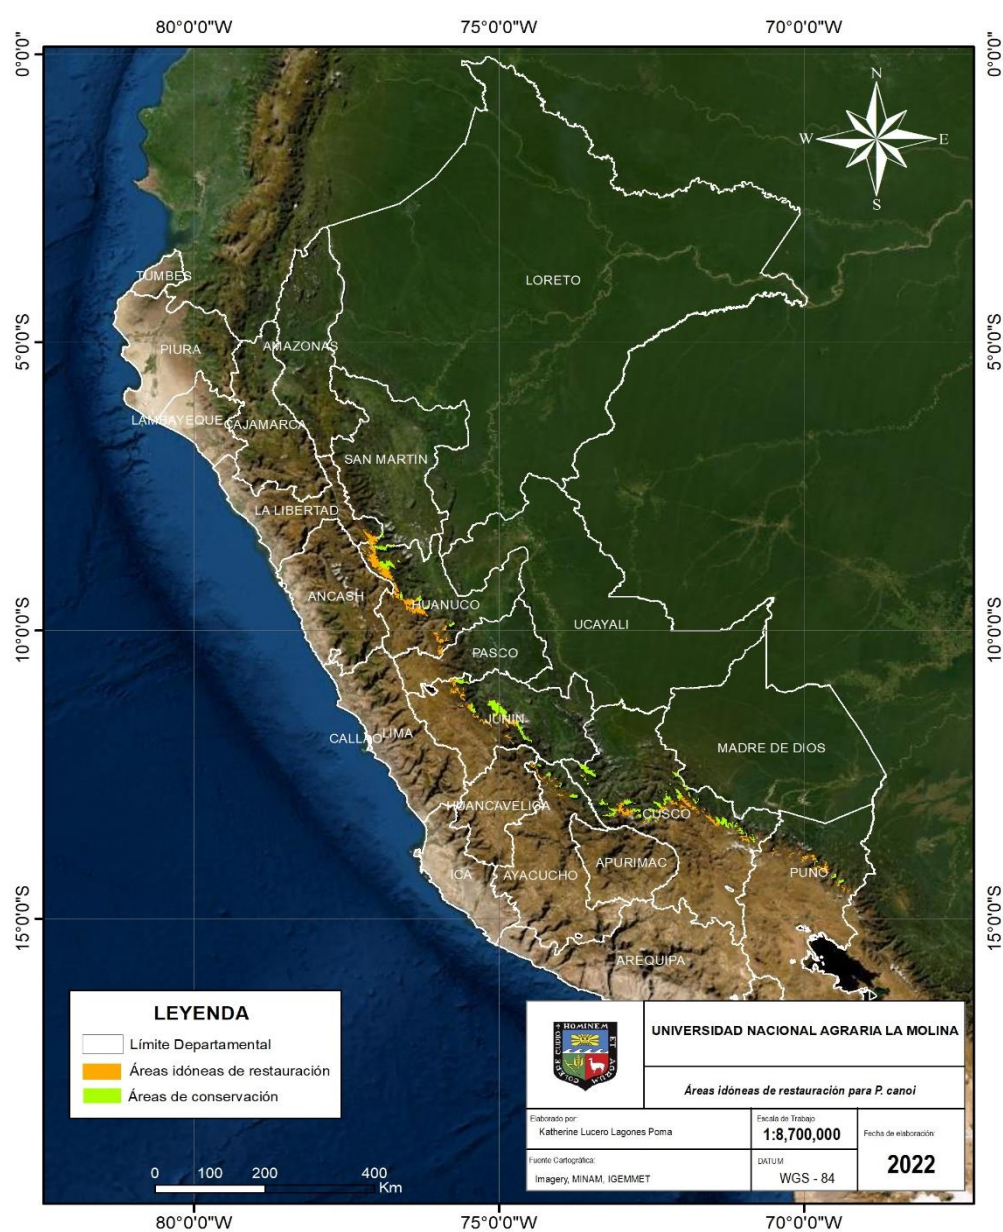 80°0'0"W 75°0'0"W 70°0'0"W
0°0'0"
0°0'0"
N
W
E
S
LORETO
TUMBES
5°0'0"S
5°0'0"S
AMAZONAS
PIURA
LAMBAYEQUE
CAJAMARCA
SAN MARTIN
LA LIBERTAD
ANCASH
HUANUCO
UCAYALI
10°0'0"S
10°0'0"S
PASCO
JUNIN
CALLAO
LIMA
MADRE DE DIOS
HUANCAVELICA
CUSCO
APURIMAC
PUNO
ICA
AYACUCHO
15°0'0"S
15°0'0"S
AREQUIPA
LEYENDA
Límite Departamental
Áreas idóneas de restauración
Áreas de conservación
0 100 200 400
Km
HOMINEM
ET AGRUM
COLERE CUDIO
UNIVERSIDAD NACIONAL AGRARIA LA MOLINA
Áreas idóneas de restauración para P. canoi
Elaborado por:
Katherine Lucero Lagones Poma
Escala de Trabajo
1:8,700,000
Fecha de elaboración:
2022
Fuente Cartográfica:
Imagery, MINAM, IGEMMET
DATUM
WGS - 84
80°0'0"W 75°0'0"W 70°0'0"W